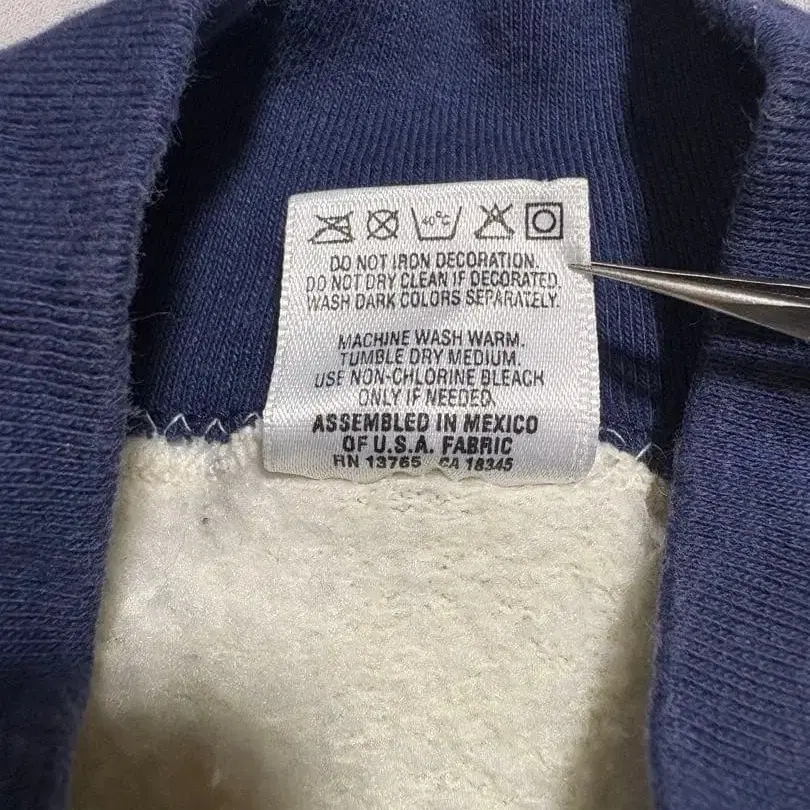 40°C
DO NOT IRON DECORATION.
DO NOT DRY CLEAN IF DECORATED.
WASH DARK COLORS SEPARATELY.
MACHINE WASH WARM.
TUMBLE DRY MEDIUM.
USE NON-CHLORINE BLEACH
ONLY IF NEEDED.
ASSEMBLED IN MEXICO
OF U.S.A. FABRIC
RN 13765 CA 18345